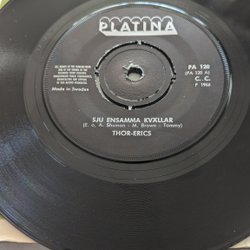 PLATINA
PA 120
(PA 120 A)
C. C.
P 1966
Made in Sweden
SJU ENSAMMA KVÄLLAR
(E. o. A. Shuman - M. Brown - Tommy)
THOR-ERICS